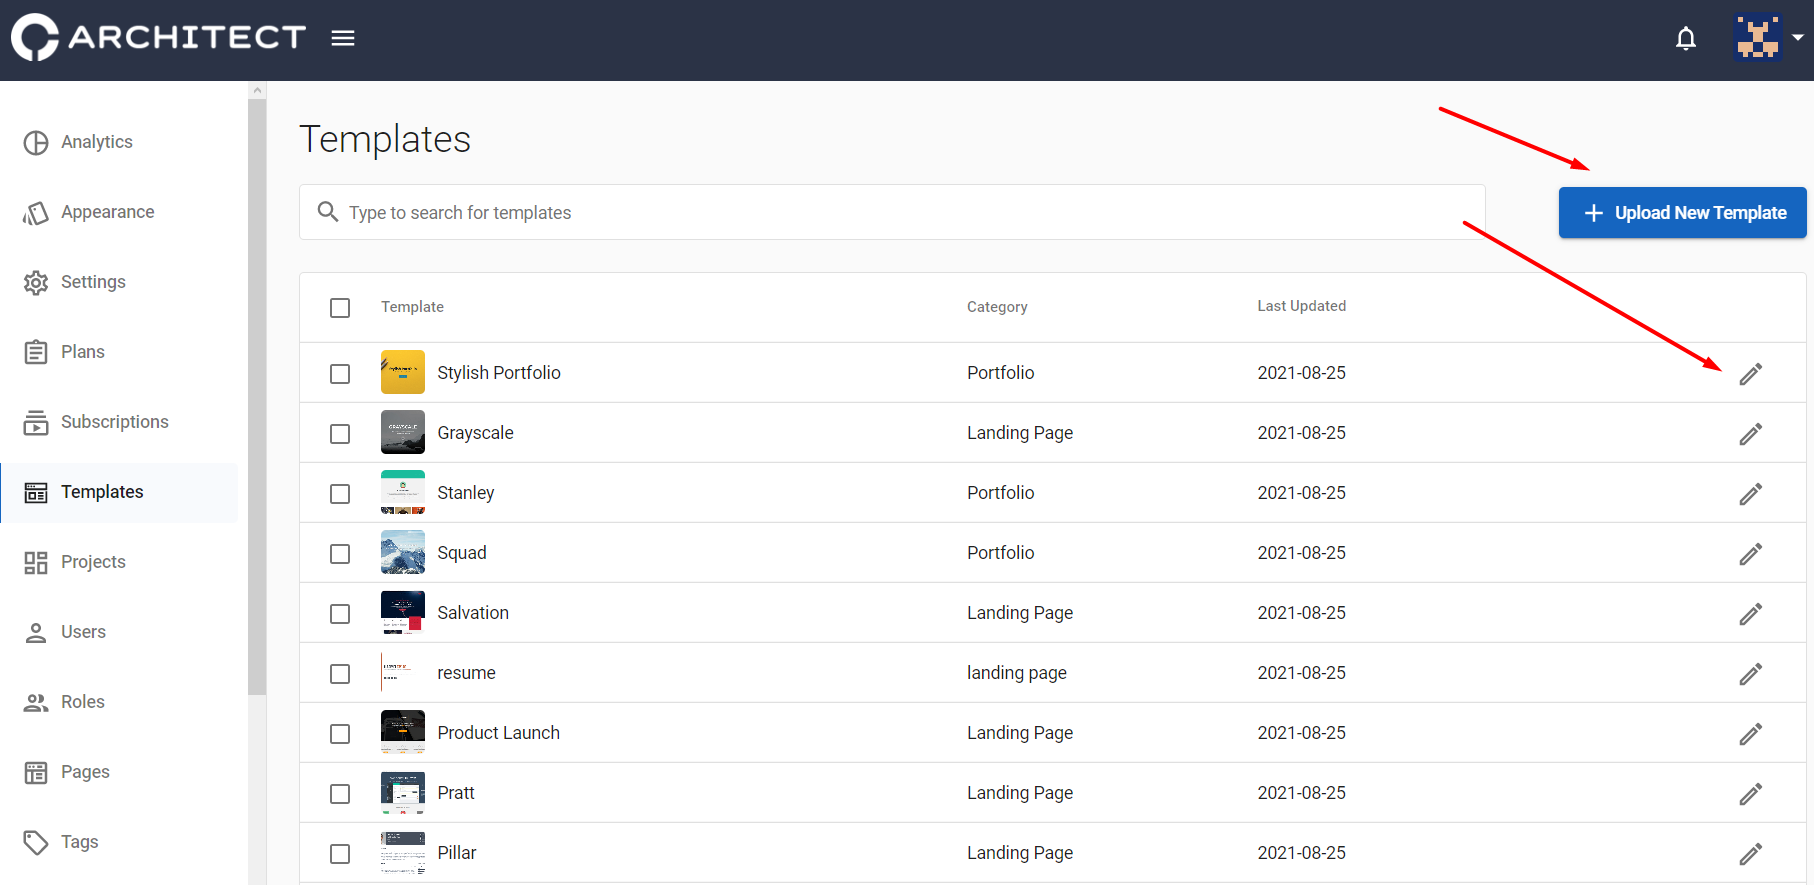 ARCHITECT
Analytics
Appearance
Settings
Plans
Subscriptions
Templates
Projects
Users
Roles
Pages
Tags
Templates
Type to search for templates
Upload New Template
Template Category Last Updated
Stylish Portfolio Portfolio 2021-08-25
GRAYSCALE
Grayscale Landing Page 2021-08-25
Stanley Portfolio 2021-08-25
Squad Portfolio 2021-08-25
Salvation Landing Page 2021-08-25
resume landing page 2021-08-25
Product Launch Landing Page 2021-08-25
Pratt Landing Page 2021-08-25
Pillar Landing Page 2021-08-25